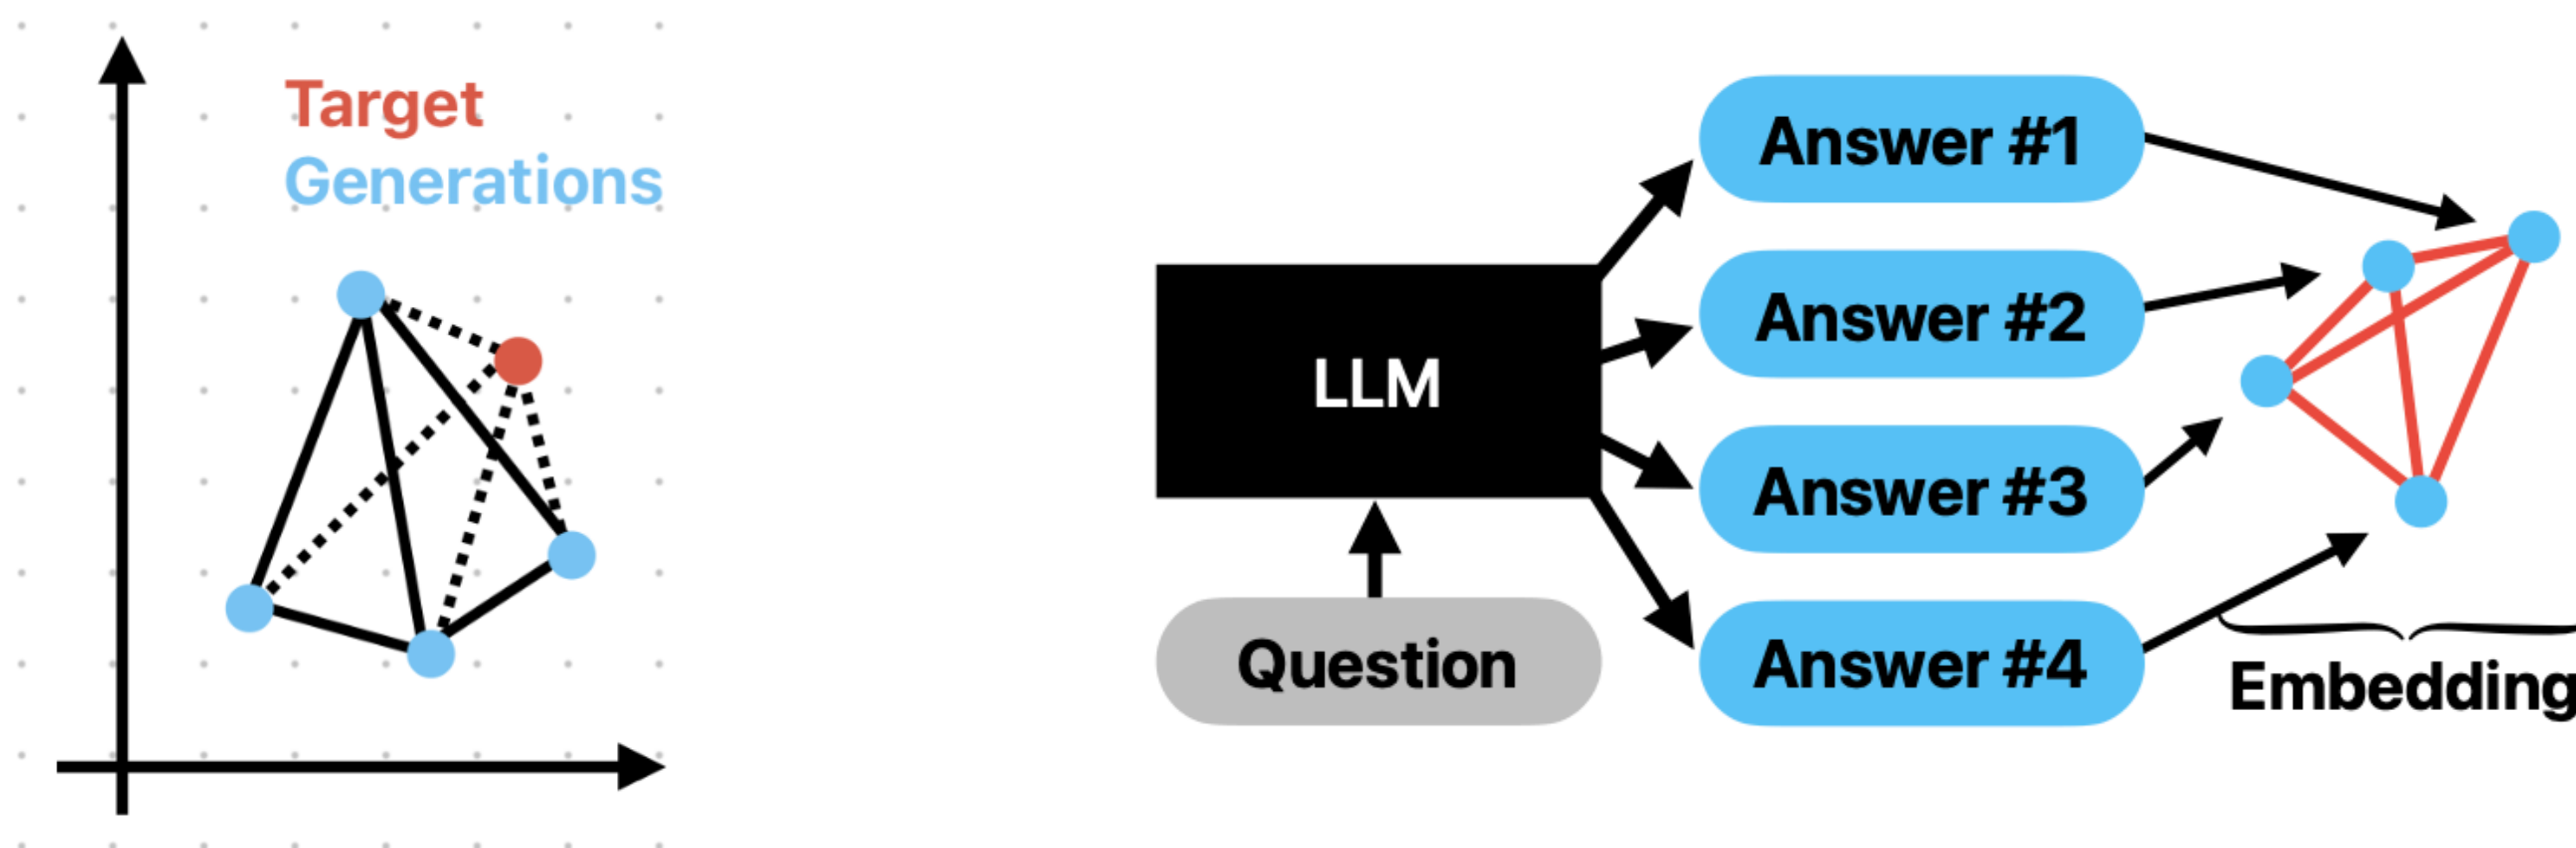 Target
Generations
LLM
Question
Answer #1
Answer #2
Answer #3
Answer #4
Embedding